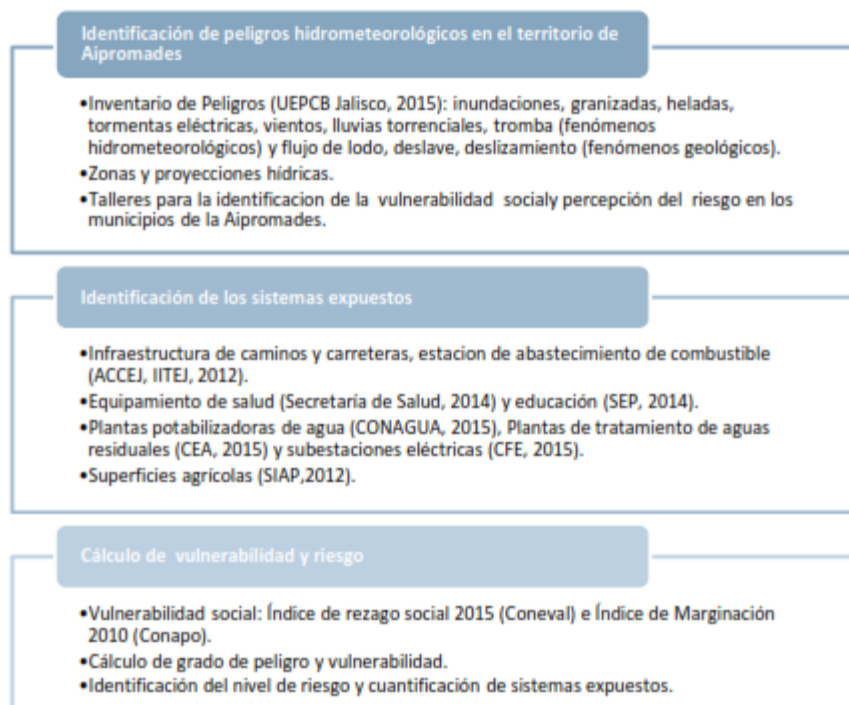 Identificación de peligros hidrometeorológicos en el territorio de
Aipromades
•Inventario de Peligros (UEPCB Jalisco, 2015): inundaciones, granizadas, heladas,
tormentas eléctricas, vientos, lluvias torrenciales, tromba (fenómenos
hidrometeorológicos) y flujo de lodo, deslave, deslizamiento (fenómenos geológicos).
•Zonas y proyecciones hídricas.
•Talleres para la identificacion de la vulnerabilidad socialy percepción del riesgo en los
municipios de la Aipromades.
Identificación de los sistemas expuestos
•Infraestructura de caminos y carreteras, estacion de abastecimiento de combustible
(ACCEJ, IITEJ, 2012).
•Equipamiento de salud (Secretaría de Salud, 2014) y educación (SEP, 2014).
•Plantas potabilizadoras de agua (CONAGUA, 2015), Plantas de tratamiento de aguas
residuales (CEA, 2015) y subestaciones eléctricas (CFE, 2015).
•Superficies agrícolas (SIAP,2012).
Cálculo de vulnerabilidad y riesgo
•Vulnerabilidad social: Índice de rezago social 2015 (Coneval) e Índice de Marginación
2010 (Conapo).
•Cálculo de grado de peligro y vulnerabilidad.
•Identificación del nivel de riesgo y cuantificación de sistemas expuestos.